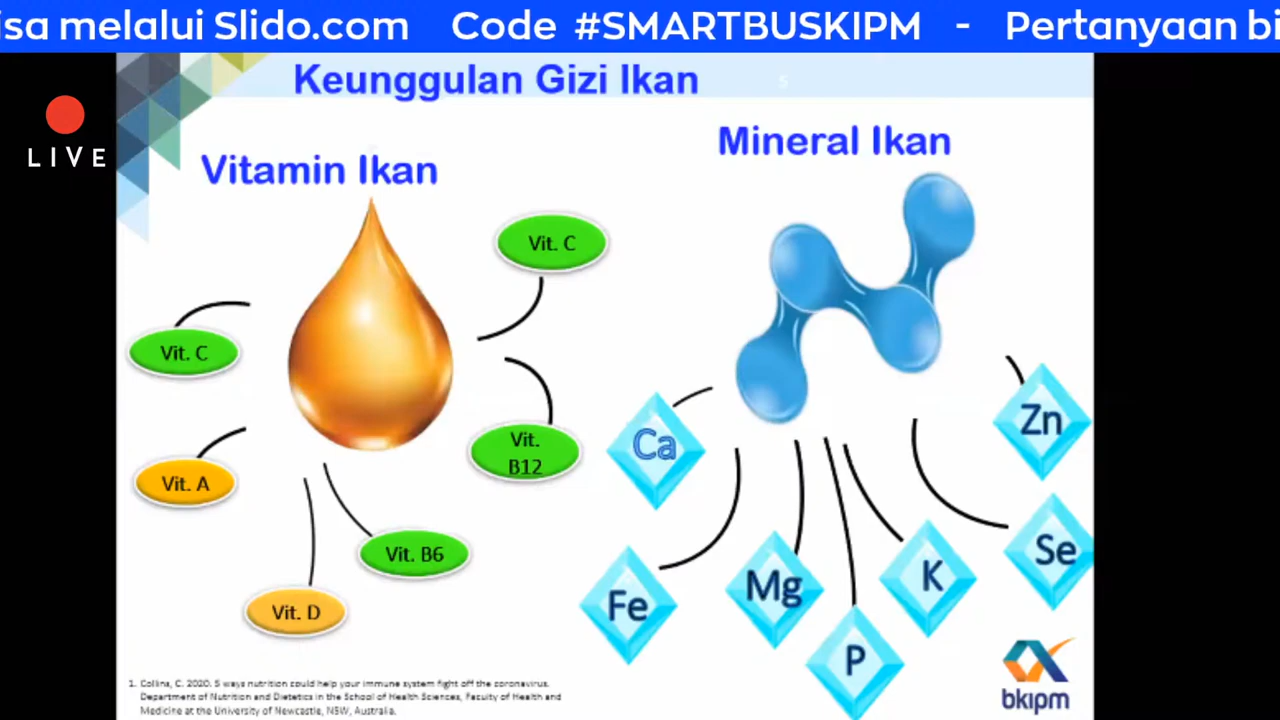 isa melalui Slido.com Code #SMARTBUSKIPM - Pertanyaan bi
Keunggulan Gizi Ikan
5
LIVE
Vitamin Ikan
Mineral Ikan
Vit. C
Vit. C
Vit. A
Vit.
B12
Vit. B6
Vit. D
Ca
Zn
Fe
Mg
P
K
Se
1. Collins, C. 2020. 5 ways nutrition could help your immune system fight off the coronavirus.
Department of Nutrition and Dietetics in the School of Health Sciences, Faculty of Health and
Medicine at the University of Newcastle, NSW, Australia.
bkipm